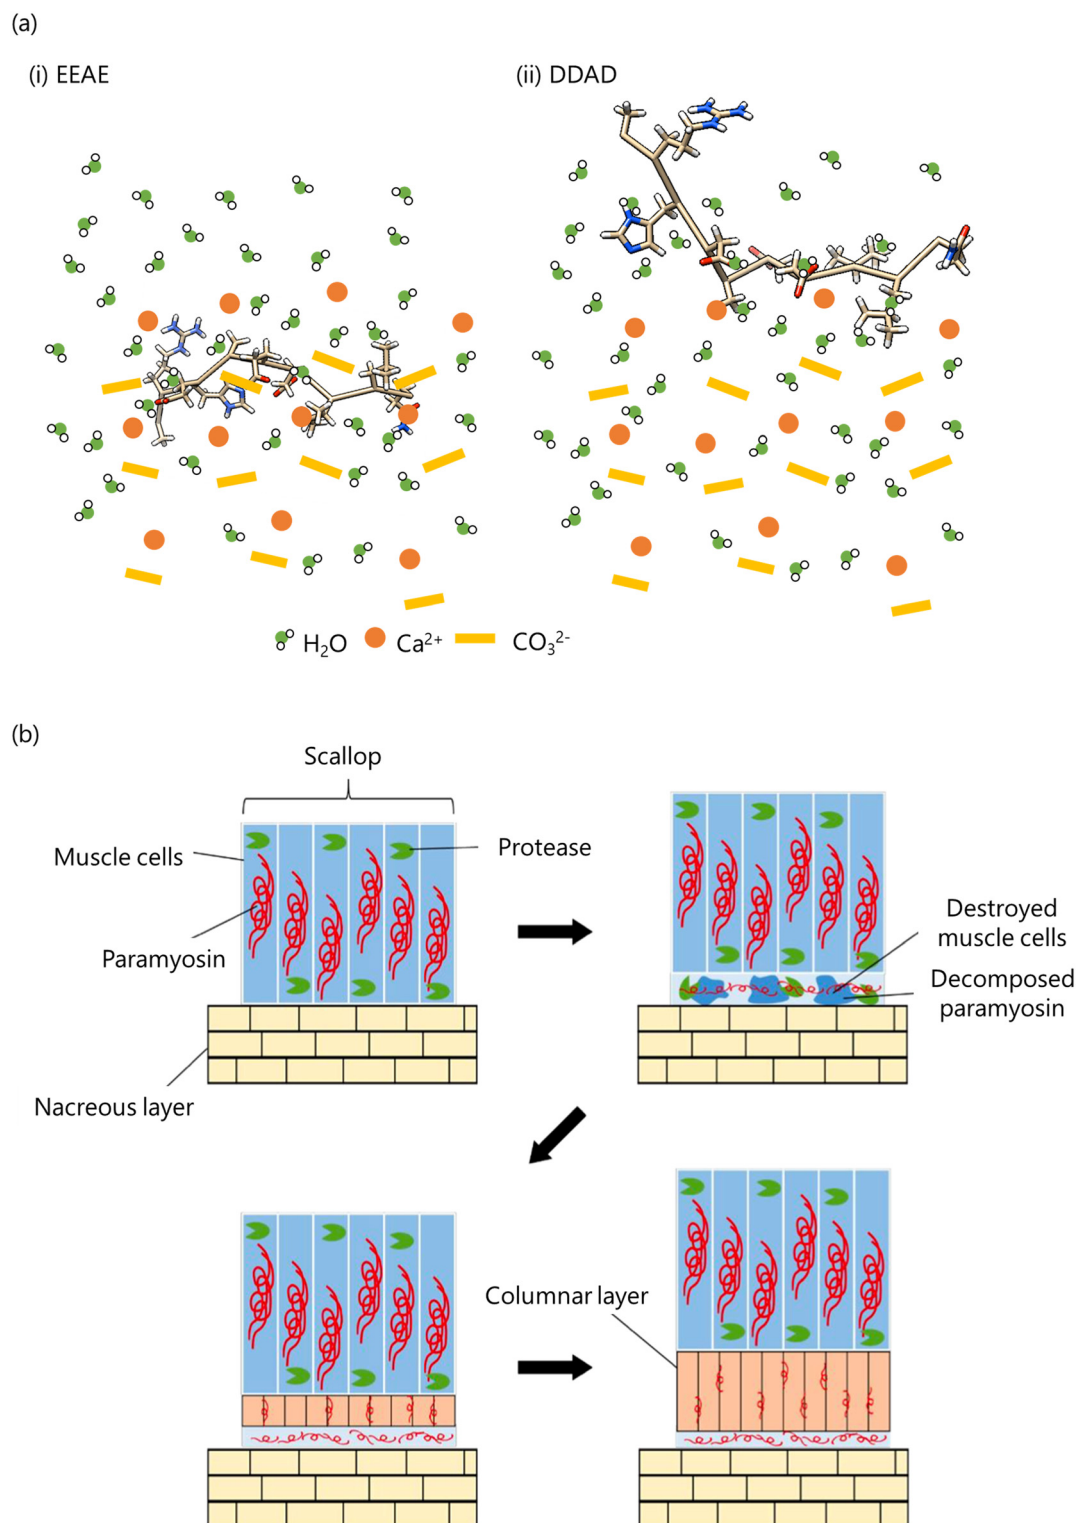 (a)
(i) EEAE
(ii) DDAD
H₂O
Ca²⁺
CO₃²⁻
(b)
Scallop
Muscle cells
Protease
Paramyosin
Nacreous layer
Destroyed
muscle cells
Decomposed
paramyosin
Columnar layer